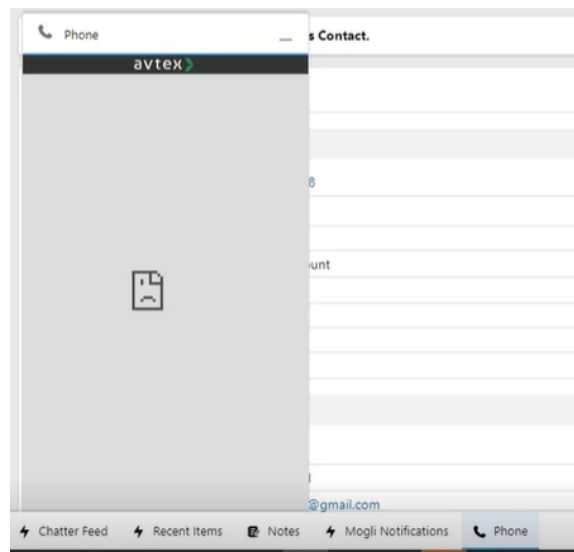 Phone
s Contact.
avtex
8
unt
@gmail.com
Chatter Feed Recent Items Notes Mogli Notifications Phone